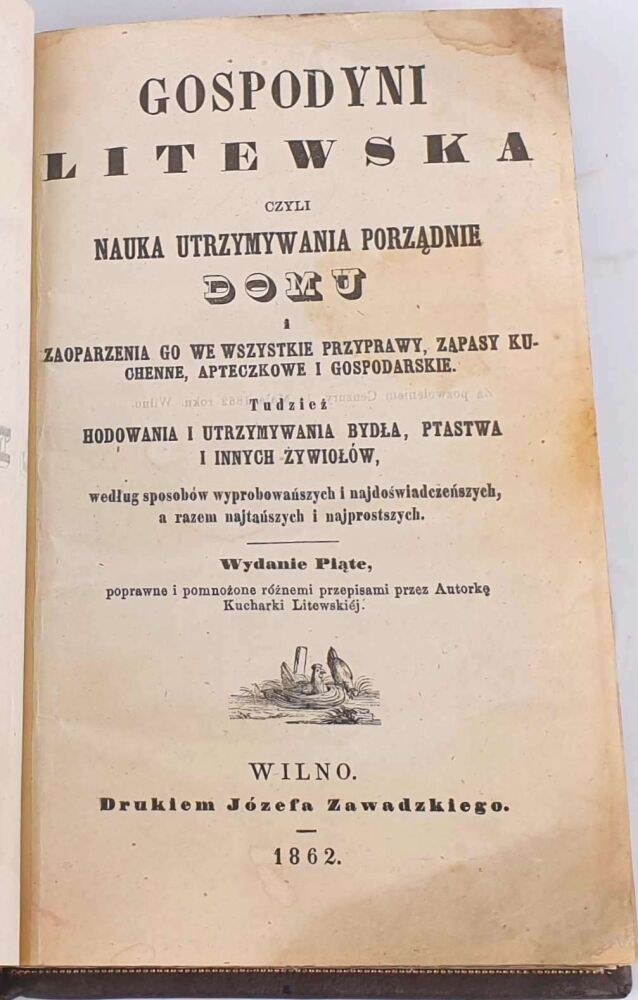 GOSPODYNI
LITEWSKA
CZYLI
NAUKA UTRZYMYWANIA PORZĄDNIE
DOMU
i
ZAOPARZENIA GO WE WSZYSTKIE PRZYPRAWY, ZĄPASY KU-
CHENNE, APTECZKOWE I GOSPODARSKIE.
Tudzież
HODOWANIA I UTRZYMYWANIA BYDŁA, PTASTWA
I INNYCH ŻYWIOŁÓW,
według sposobów wyprobowańszych i najdoświadczeńszych,
a razem najtańszych i najprostszych.
Wydanie Piąte,
poprawne i pomnożone różnemi przepisami przez Autorkę
Kucharki Litewskiéj.
WILNO.
Drukiem Józefa Zawadzkiego.
1862.